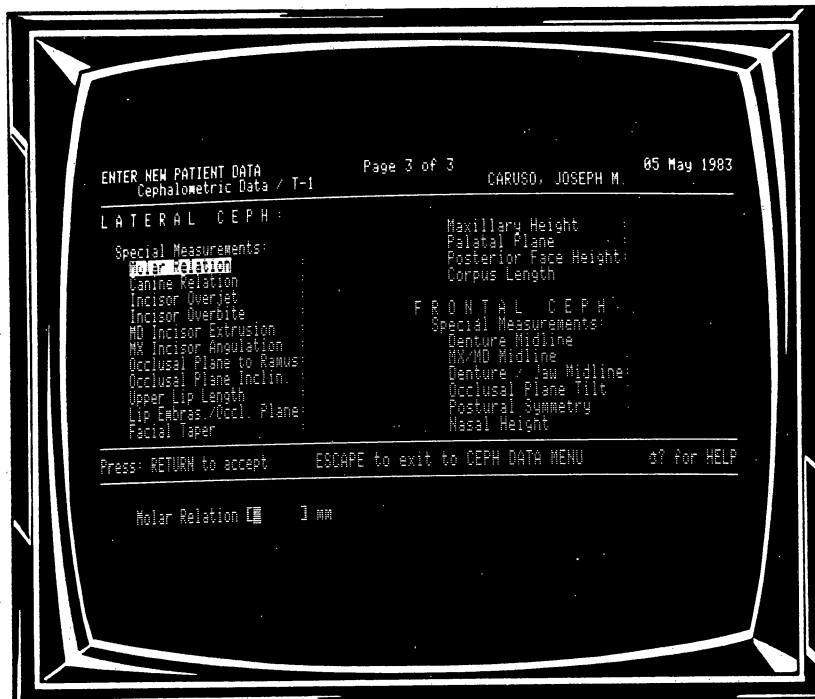 ENTER NEW PATIENT DATA Page 3 of 3 05 May 1983
Cephalometric Data / T-1 CARUSO, JOSEPH M.
LATERAL CEPH:
Special Measurements:
Molar Relation :
Canine Relation :
Incisor Overjet :
Incisor Overbite :
MD Incisor Extrusion :
MX Incisor Angulation :
Occlusal Plane to Ramus:
Occlusal Plane Inclin. :
Upper Lip Length :
Lip Embras./Occl. Plane:
Facial Taper :
Maxillary Height :
Palatal Plane :
Posterior Face Height:
Corpus Length
FRONTAL CEPH:
Special Measurements:
Denture Midline
MX/MD Midline :
Denture / Jaw Midline:
Occlusal Plane Tilt :
Postural Symmetry :
Nasal Height
Press: RETURN to accept ESCAPE to exit to CEPH DATA MENU ? for HELP
Molar Relation [ ] mm